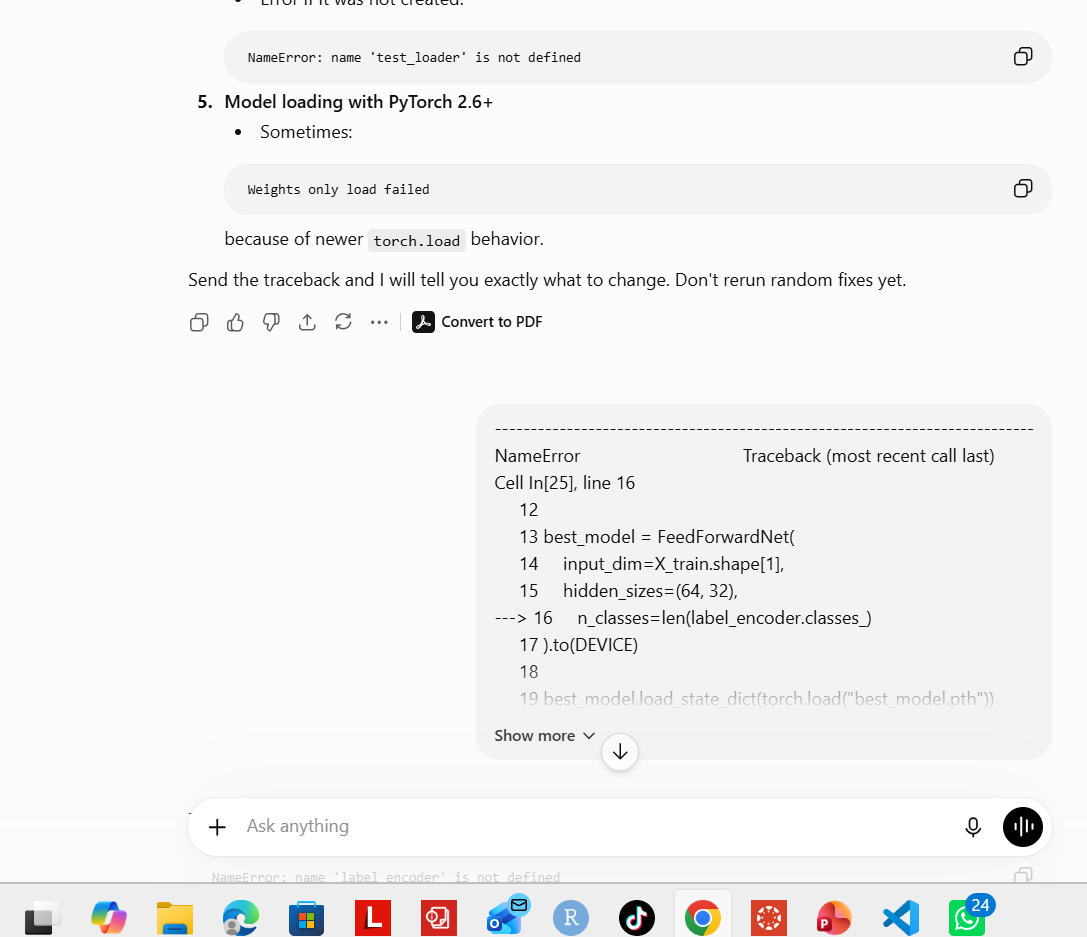 Error if it was not created.
NameError: name 'test_loader' is not defined
5. Model loading with PyTorch 2.6+
Sometimes:
Weights only load failed
because of newer torch.load behavior.
Send the traceback and I will tell you exactly what to change. Don't rerun random fixes yet.
Convert to PDF
---------------------------------------------------------------------------
NameError Traceback (most recent call last)
Cell In[25], line 16
12
13 best_model = FeedForwardNet(
14 input_dim=X_train.shape[1],
15 hidden_sizes=(64, 32),
---> 16 n_classes=len(label_encoder.classes_)
17 ).to(DEVICE)
18
19 best_model.load_state_dict(torch.load("best_model.pth"))
Show more
Ask anything
NameError: name 'label_encoder' is not defined
L
R
P
24